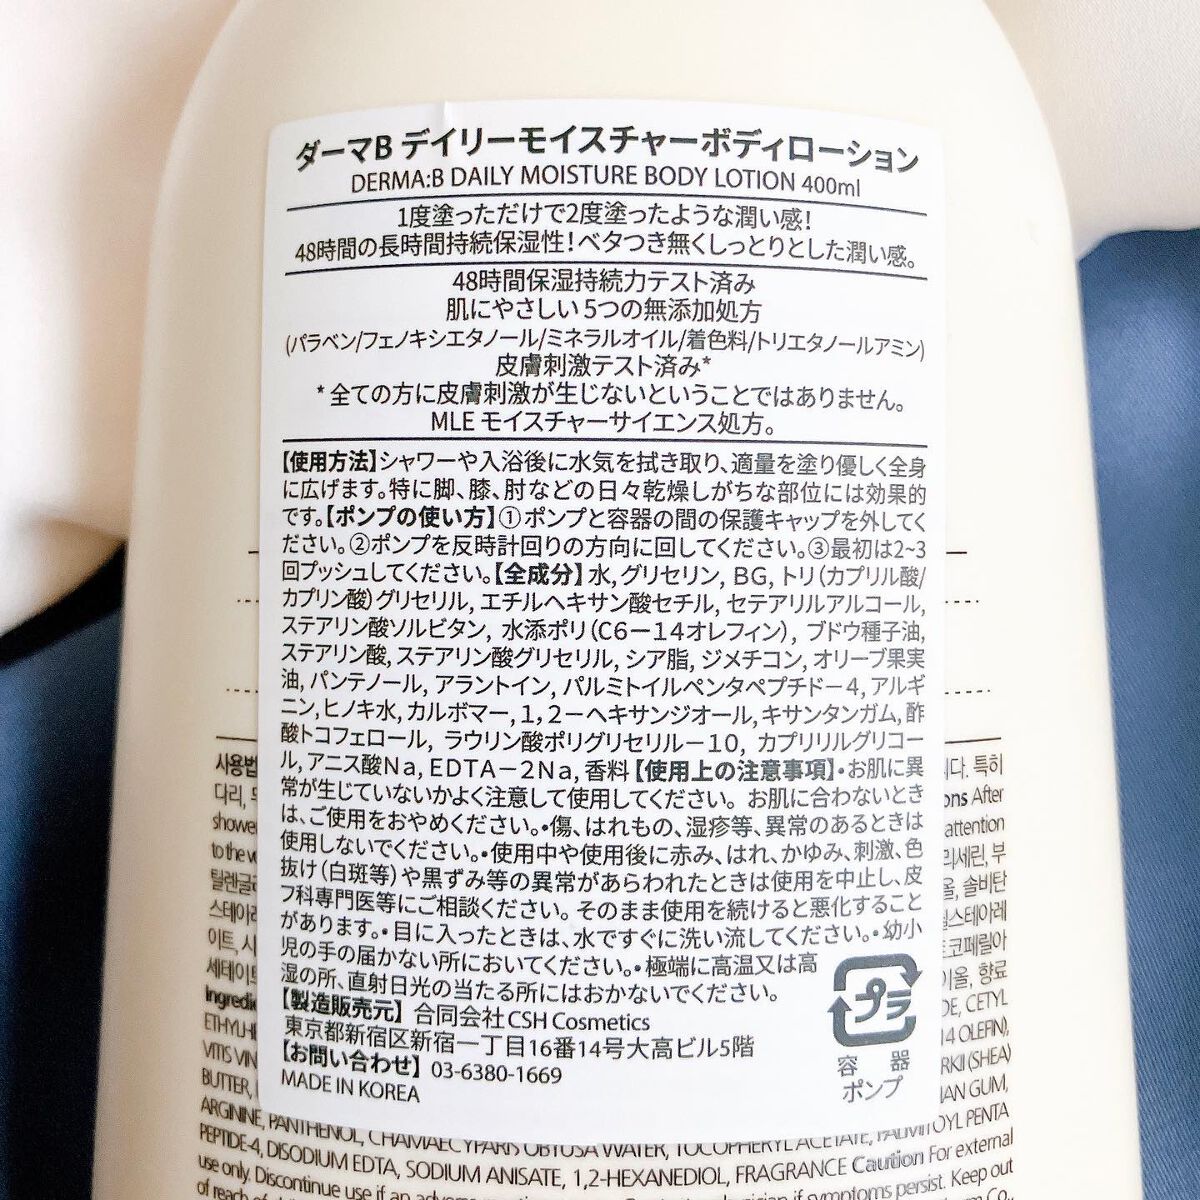 ダーマB デイリーモイスチャーボディローション
DERMA:B DAILY MOISTURE BODY LOTION 400ml
1度塗っただけで2度塗ったような潤い感!
48時間の長時間持続保湿性!ベタつき無くしっとりとした潤い感。
48時間保湿持続力テスト済み
肌にやさしい5つの無添加処方
(パラベン/フェノキシエタノール/ミネラルオイル/着色料/トリエタノールアミン)
皮膚刺激テスト済み*
*全ての方に皮膚刺激が生じないということではありません。
MLE モイスチャーサイエンス処方。
【使用方法】シャワーや入浴後に水気を拭き取り、適量を塗り優しく全身
に広げます。特に脚、膝、肘などの日々乾燥しがちな部位には効果的
です。【ポンプの使い方】①ポンプと容器の間の保護キャップを外してく
ださい。②ポンプを反時計回りの方向に回してください。③最初は2~3
回プッシュしてください。【全成分】水, グリセリン, BG, トリ(カプリル酸/
カプリン酸)グリセリル, エチルヘキサン酸セチル, セテアリルアルコール,
ステアリン酸ソルビタン, 水添ポリ(C6-14オレフィン), ブドウ種子油,
ステアリン酸, ステアリン酸グリセリル, シア脂, ジメチコン, オリーブ果実
油, パンテノール, アラントイン, パルミトイルペンタペプチド-4, アルギ
ニン, ヒノキ水, カルボマー, 1,2-ヘキサンジオール, キサンタンガム, 酢
酸トコフェロール, ラウリン酸ポリグリセリル-10, カプリリルグリコー
ル, アニス酸Na, EDTA-2Na, 香料【使用上の注意事項】・お肌に異
常が生じていないかよく注意して使用してください。お肌に合わないとき
は、ご使用をおやめください。・傷、はれもの、湿疹等、異常のあるときは
使用しないでください。・使用中や使用後に赤み、はれ、かゆみ、刺激、色
抜け(白斑等)や黒ずみ等の異常があらわれたときは使用を中止し、皮
フ科専門医等にご相談ください。そのまま使用を続けると悪化すること
があります。・目に入ったときは、水ですぐに洗い流してください。・幼小
児の手の届かない所においてください。・極端に高温又は高
湿の所、直射日光の当たる所にはおかないでください。
【製造販売元】合同会社CSH Cosmetics
東京都新宿区新宿一丁目16番14号大高ビル5階
【お問い合わせ】03-6380-1669
MADE IN KOREA
プラ
容器
ポンプ
사용법
특히
다리,
After
attention
to the
리세린, 부
솔비탄
스테아
이트,
향료
CETYL
OLEFIN),
VITIS
(SHEA)
BUTTER,
GUM,
ARGININE, PANTHENOL, CHAMAECYPARIS OBTUSA WATER, TOCOPHERYL ACETATE, PALMITOYL PENTA
PEPTIDE-4, DISODIUM EDTA, SODIUM ANISATE, 1,2-HEXANEDIOL, FRAGRANCE Caution For external
use only. Discontinue use if symptoms persist. Keep out
of reach of